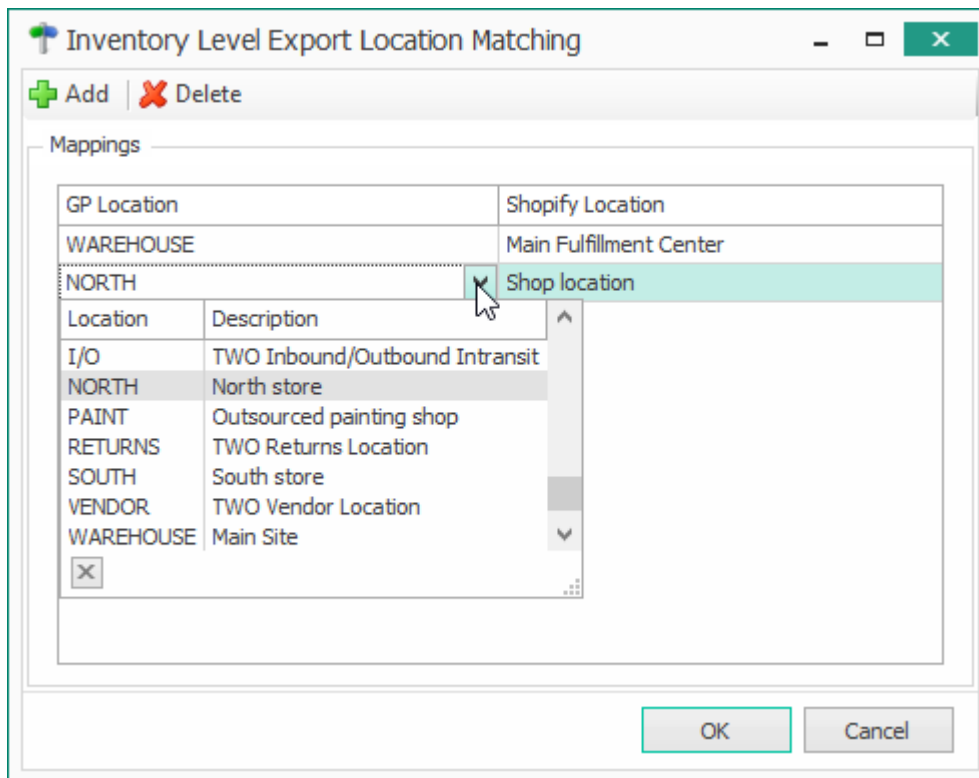 Inventory Level Export Location Matching
Add Delete
Mappings
GP Location Shopify Location
WAREHOUSE Main Fulfillment Center
NORTH Shop location
Location Description
I/O TWO Inbound/Outbound Intransit
NORTH North store
PAINT Outsourced painting shop
RETURNS TWO Returns Location
SOUTH South store
VENDOR TWO Vendor Location
WAREHOUSE Main Site
OK Cancel